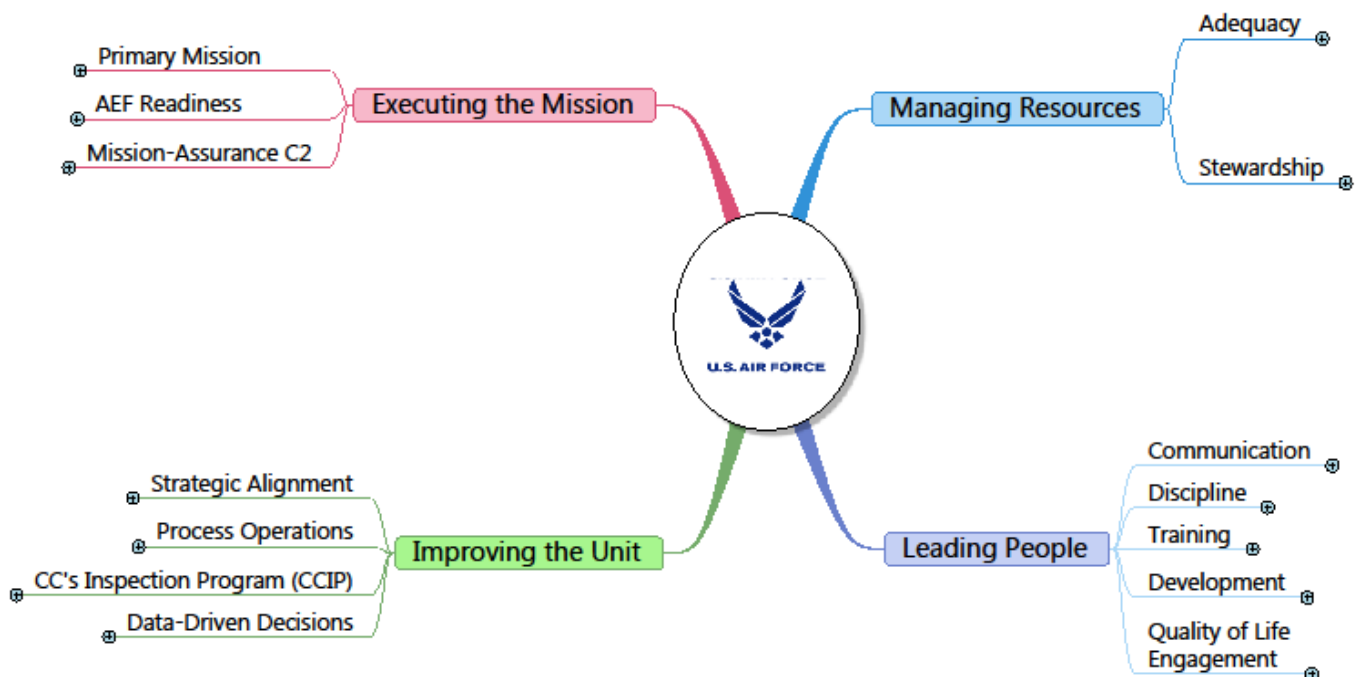 Primary Mission
AEF Readiness
Mission-Assurance C2
Executing the Mission
Managing Resources
Adequacy
Stewardship
U.S. AIR FORCE
Strategic Alignment
Process Operations
CC's Inspection Program (CCIP)
Data-Driven Decisions
Improving the Unit
Leading People
Communication
Discipline
Training
Development
Quality of Life
Engagement